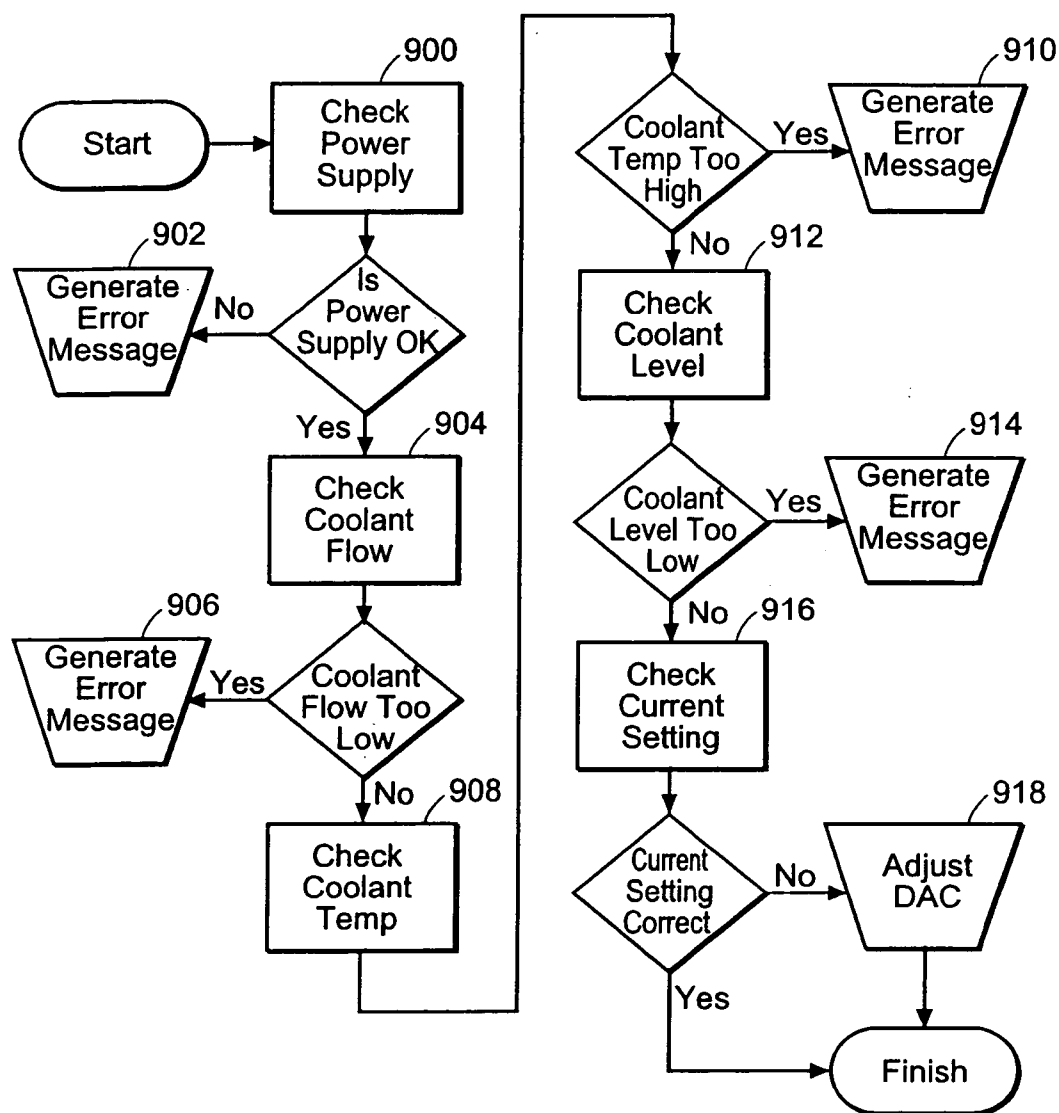 900
Start
Check
Power
Supply
902
Generate
Error
Message
No
Is
Power
Supply OK
Yes
904
Check
Coolant
Flow
906
Generate
Error
Message
Yes
Coolant
Flow Too
Low
No
908
Check
Coolant
Temp
Coolant
Temp Too
High
Yes
910
Generate
Error
Message
No
912
Check
Coolant
Level
Coolant
Level Too
Low
Yes
914
Generate
Error
Message
No
916
Check
Current
Setting
Current
Setting
Correct
No
918
Adjust
DAC
Yes
Finish